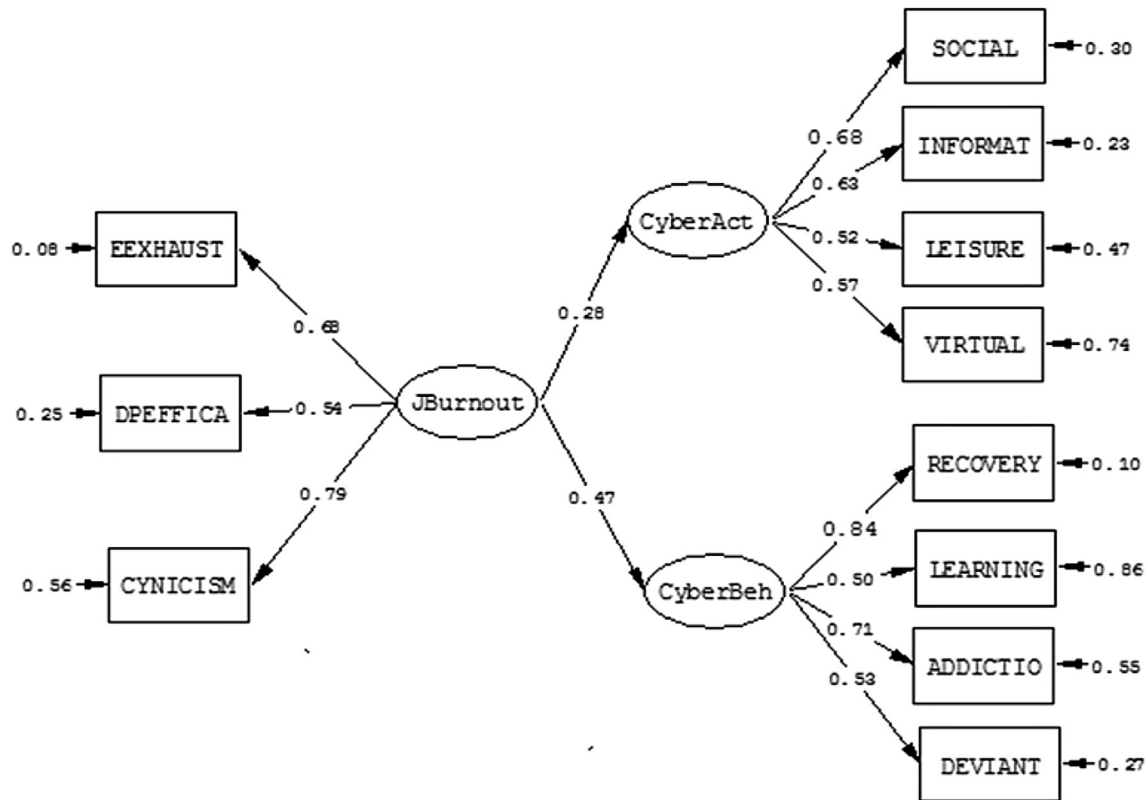 SOCIAL
0.30
0.68
INFORMAT
0.23
0.63
CyberAct
EEXHAUST
0.08
0.52
LEISURE
0.47
0.57
0.28
0.68
VIRTUAL
0.74
JBurnout
DPEFFICA
0.25
0.54
RECOVERY
0.10
0.79
0.47
0.84
CYNICISM
0.56
CyberBeh
0.50
LEARNING
0.86
0.71
ADDICTIO
0.55
0.53
DEVIANT
0.27